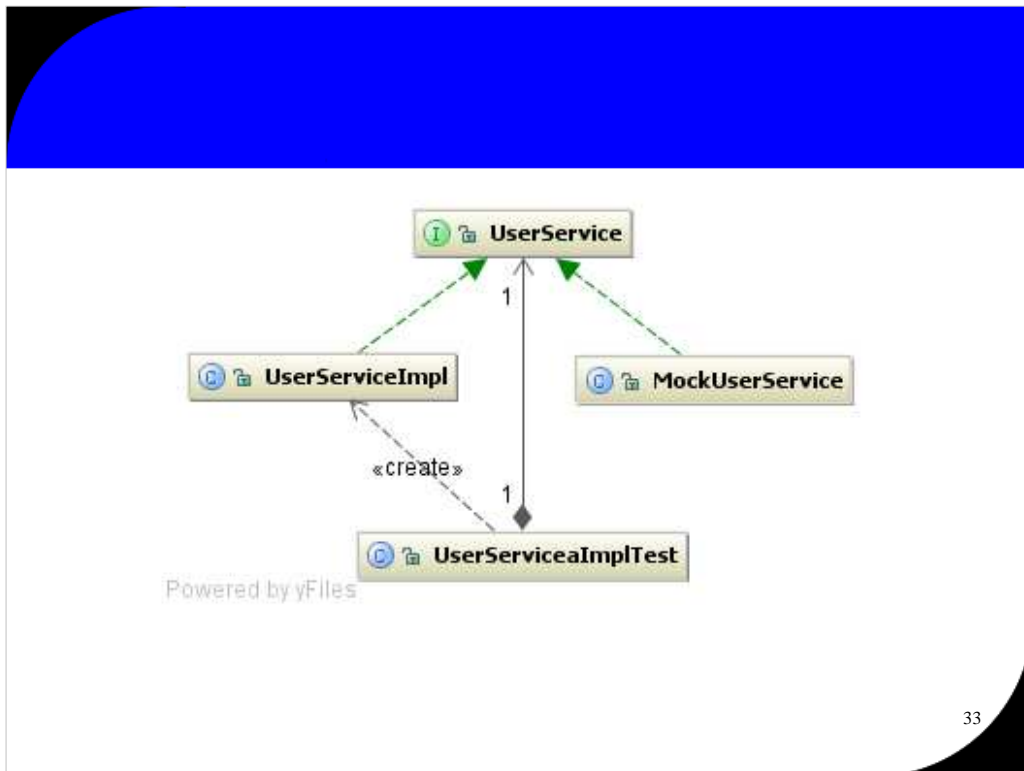 UserService
1
UserServiceImpl
MockUserService
«create»
1
UserServiceaImplTest
Powered by yFiles
33